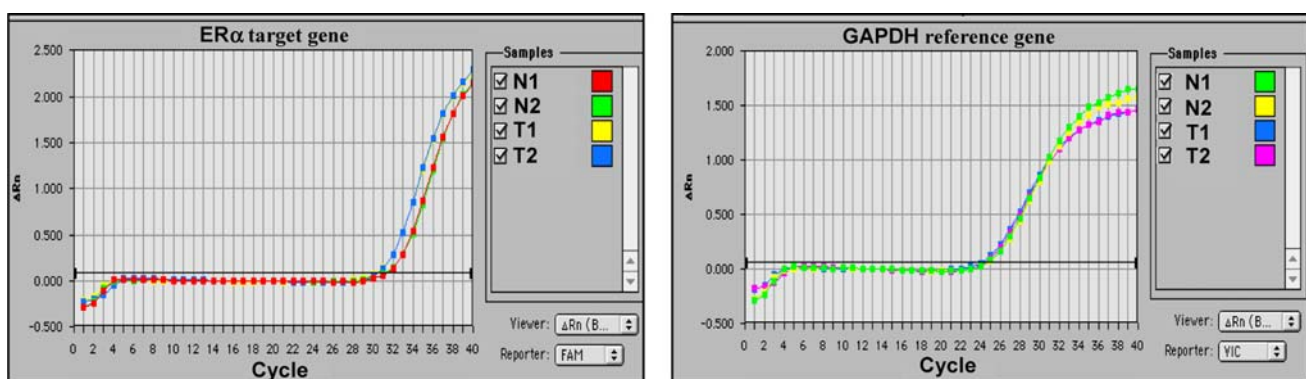 ERα target gene
2.500
2.000
1.500
1.000
0.500
0.000
-0.500
ΔRn
0 2 4 6 8 10 12 14 16 18 20 22 24 26 28 30 32 34 36 38 40
Cycle
Samples
N1
N2
T1
T2
Viewer: ΔRn (B...
Reporter: FAM
GAPDH reference gene
2.000
1.500
1.000
0.500
0.000
-0.500
ΔRn
0 2 4 6 8 10 12 14 16 18 20 22 24 26 28 30 32 34 36 38 40
Cycle
Samples
N1
N2
T1
T2
Viewer: ΔRn (B...
Reporter: VIC